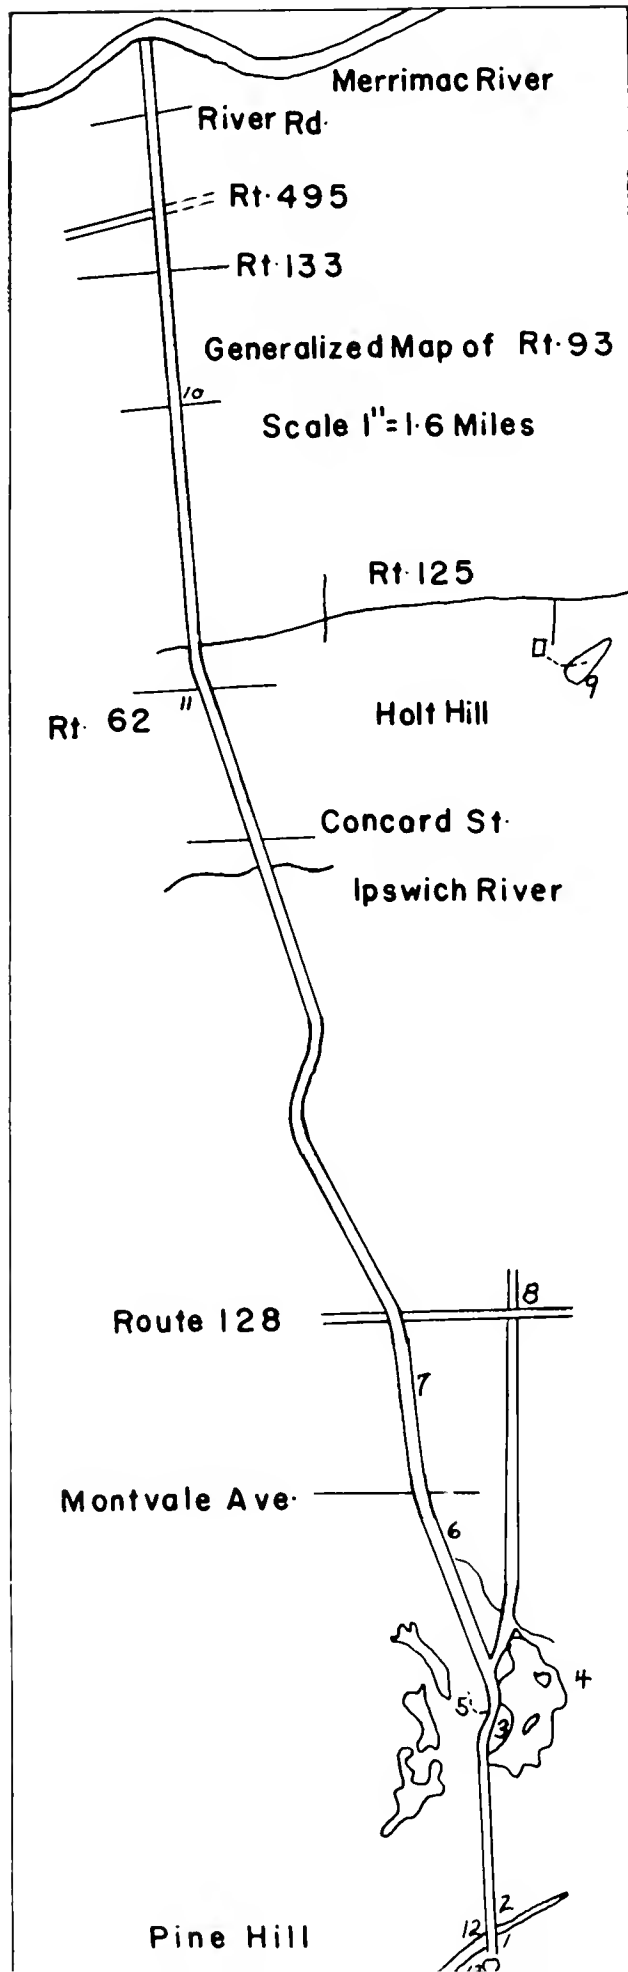 Merrimac River
River Rd.
Rt. 495
Rt. 133
Generalized Map of Rt. 93
10
Scale 1"=1.6 Miles
Rt. 125
9
11
Rt. 62
Holt Hill
Concord St.
Ipswich River
8
Route 128
7
Montvale Ave.
6
4
5
3
2
12
1
Pine Hill